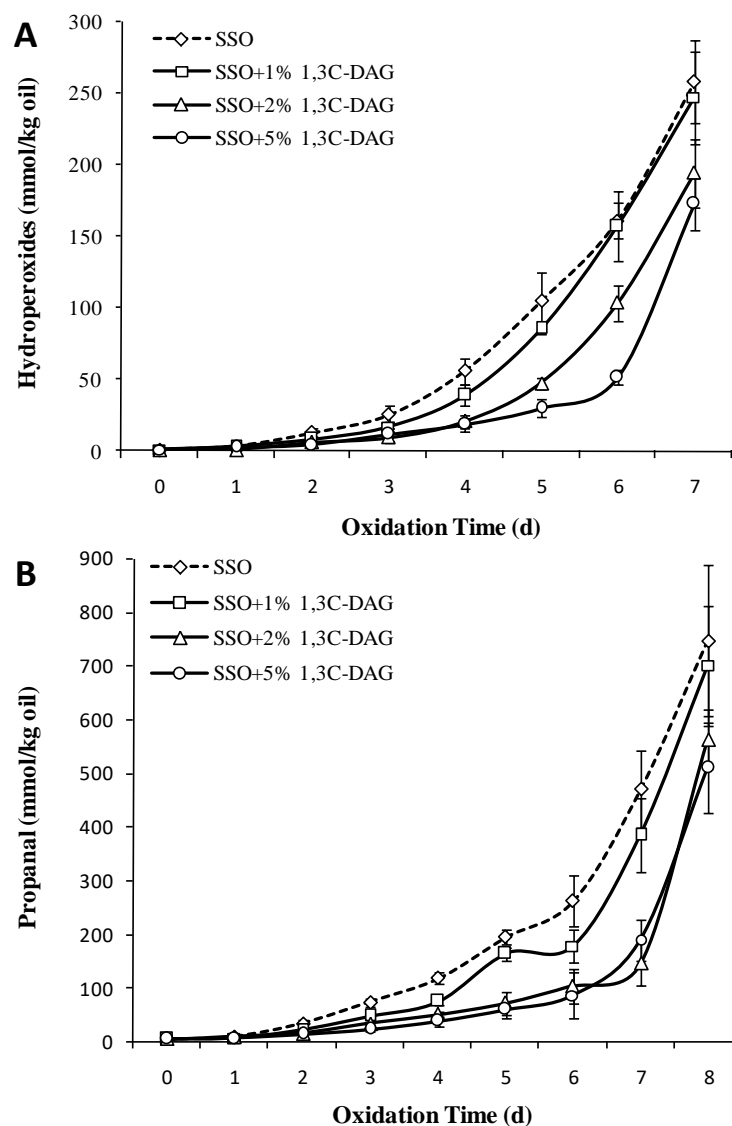 A
Hydroperoxides (mmol/kg oil)
300
250
200
150
100
50
0
SSO
SSO+1% 1,3C-DAG
SSO+2% 1,3C-DAG
SSO+5% 1,3C-DAG
0 1 2 3 4 5 6 7
Oxidation Time (d)
B
Propanal (mmol/kg oil)
900
800
700
600
500
400
300
200
100
0
SSO
SSO+1% 1,3C-DAG
SSO+2% 1,3C-DAG
SSO+5% 1,3C-DAG
0 1 2 3 4 5 6 7 8
Oxidation Time (d)